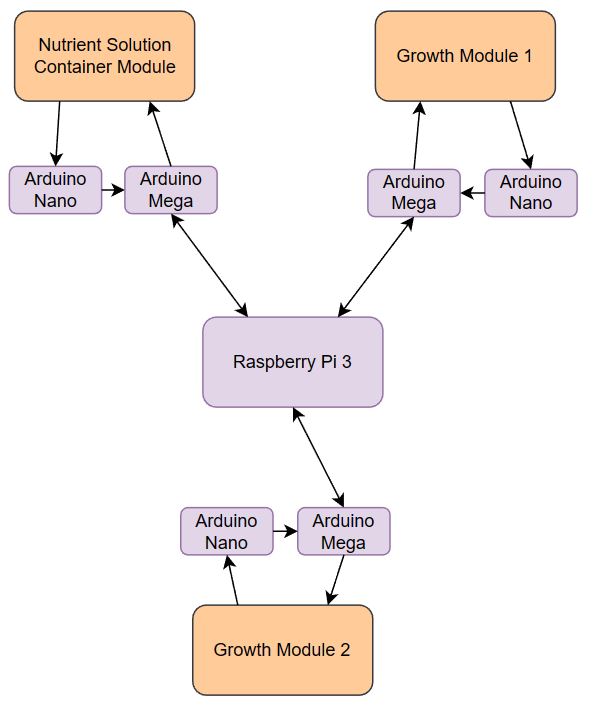 Nutrient Solution
Container Module
Growth Module 1
Arduino
Nano
Arduino
Mega
Arduino
Mega
Arduino
Nano
Raspberry Pi 3
Arduino
Nano
Arduino
Mega
Growth Module 2